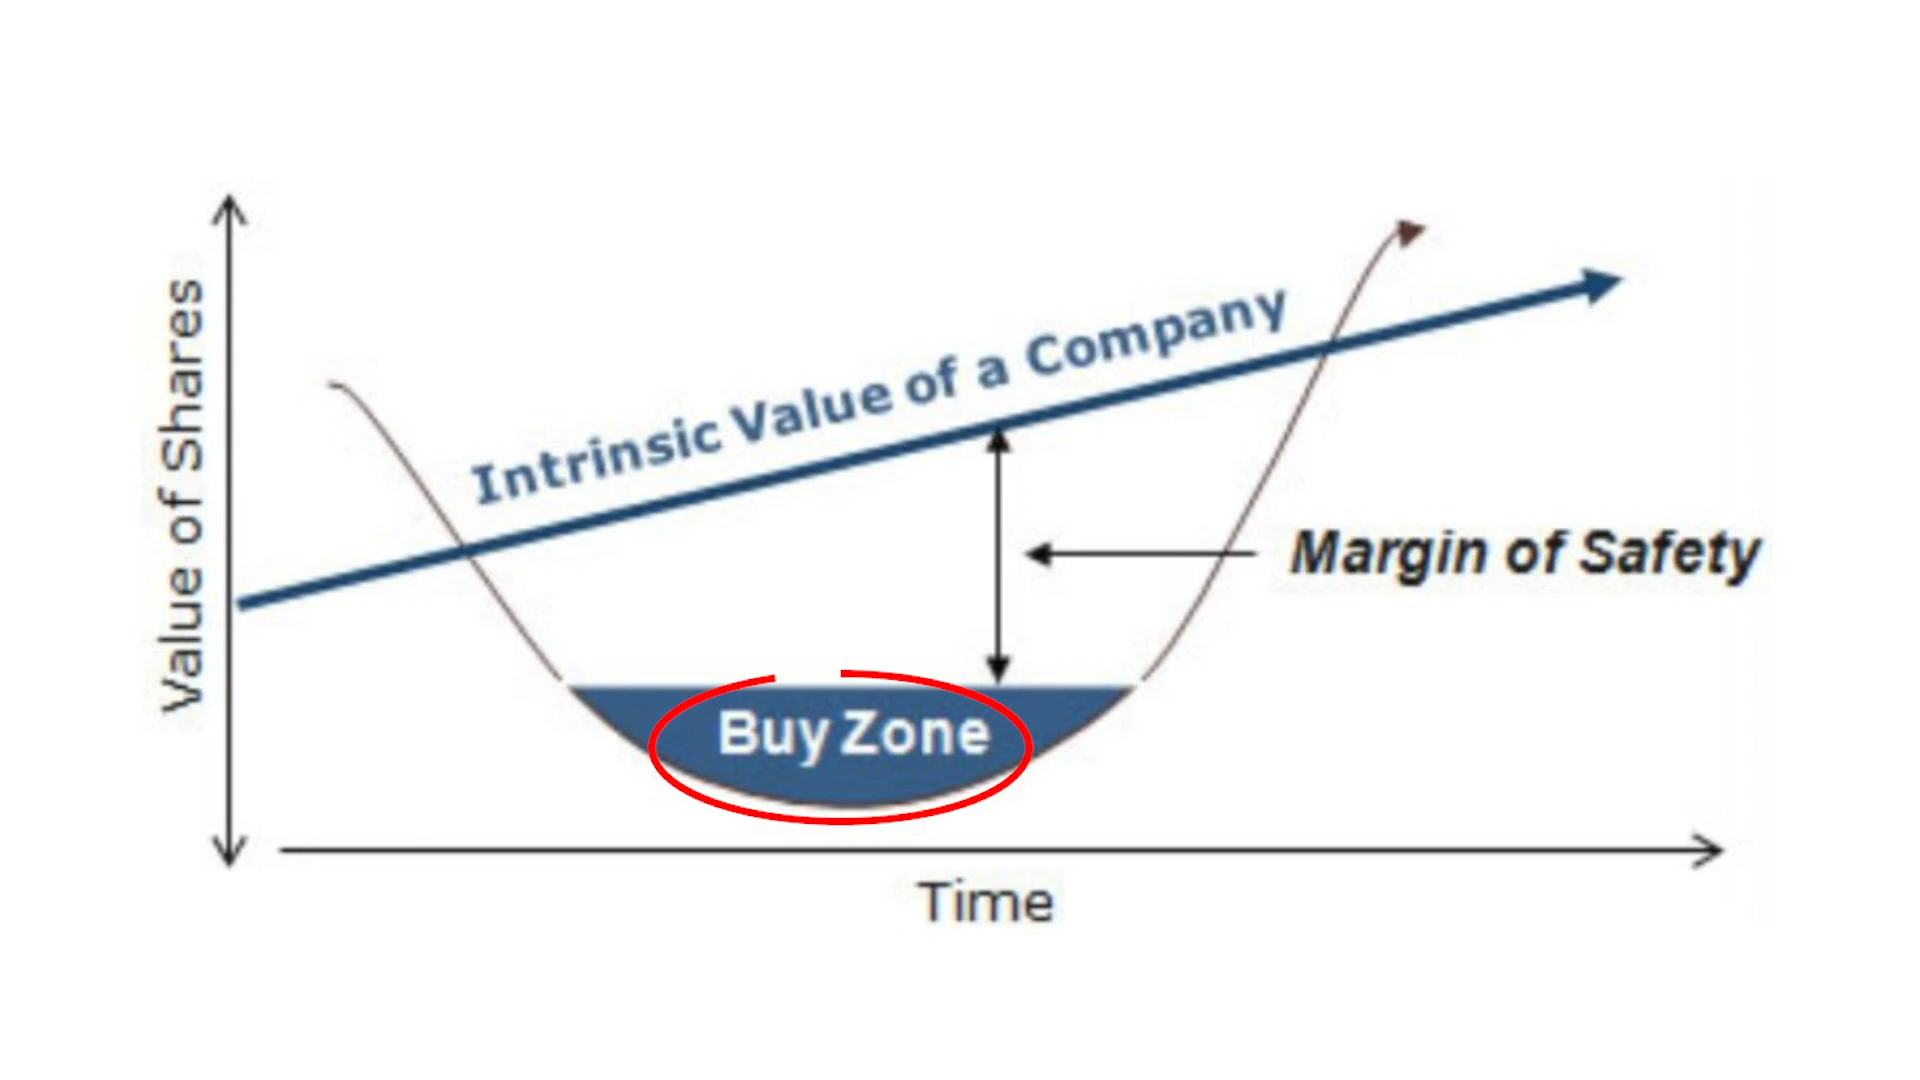 Value of Shares
Intrinsic Value of a Company
Margin of Safety
Buy Zone
Time